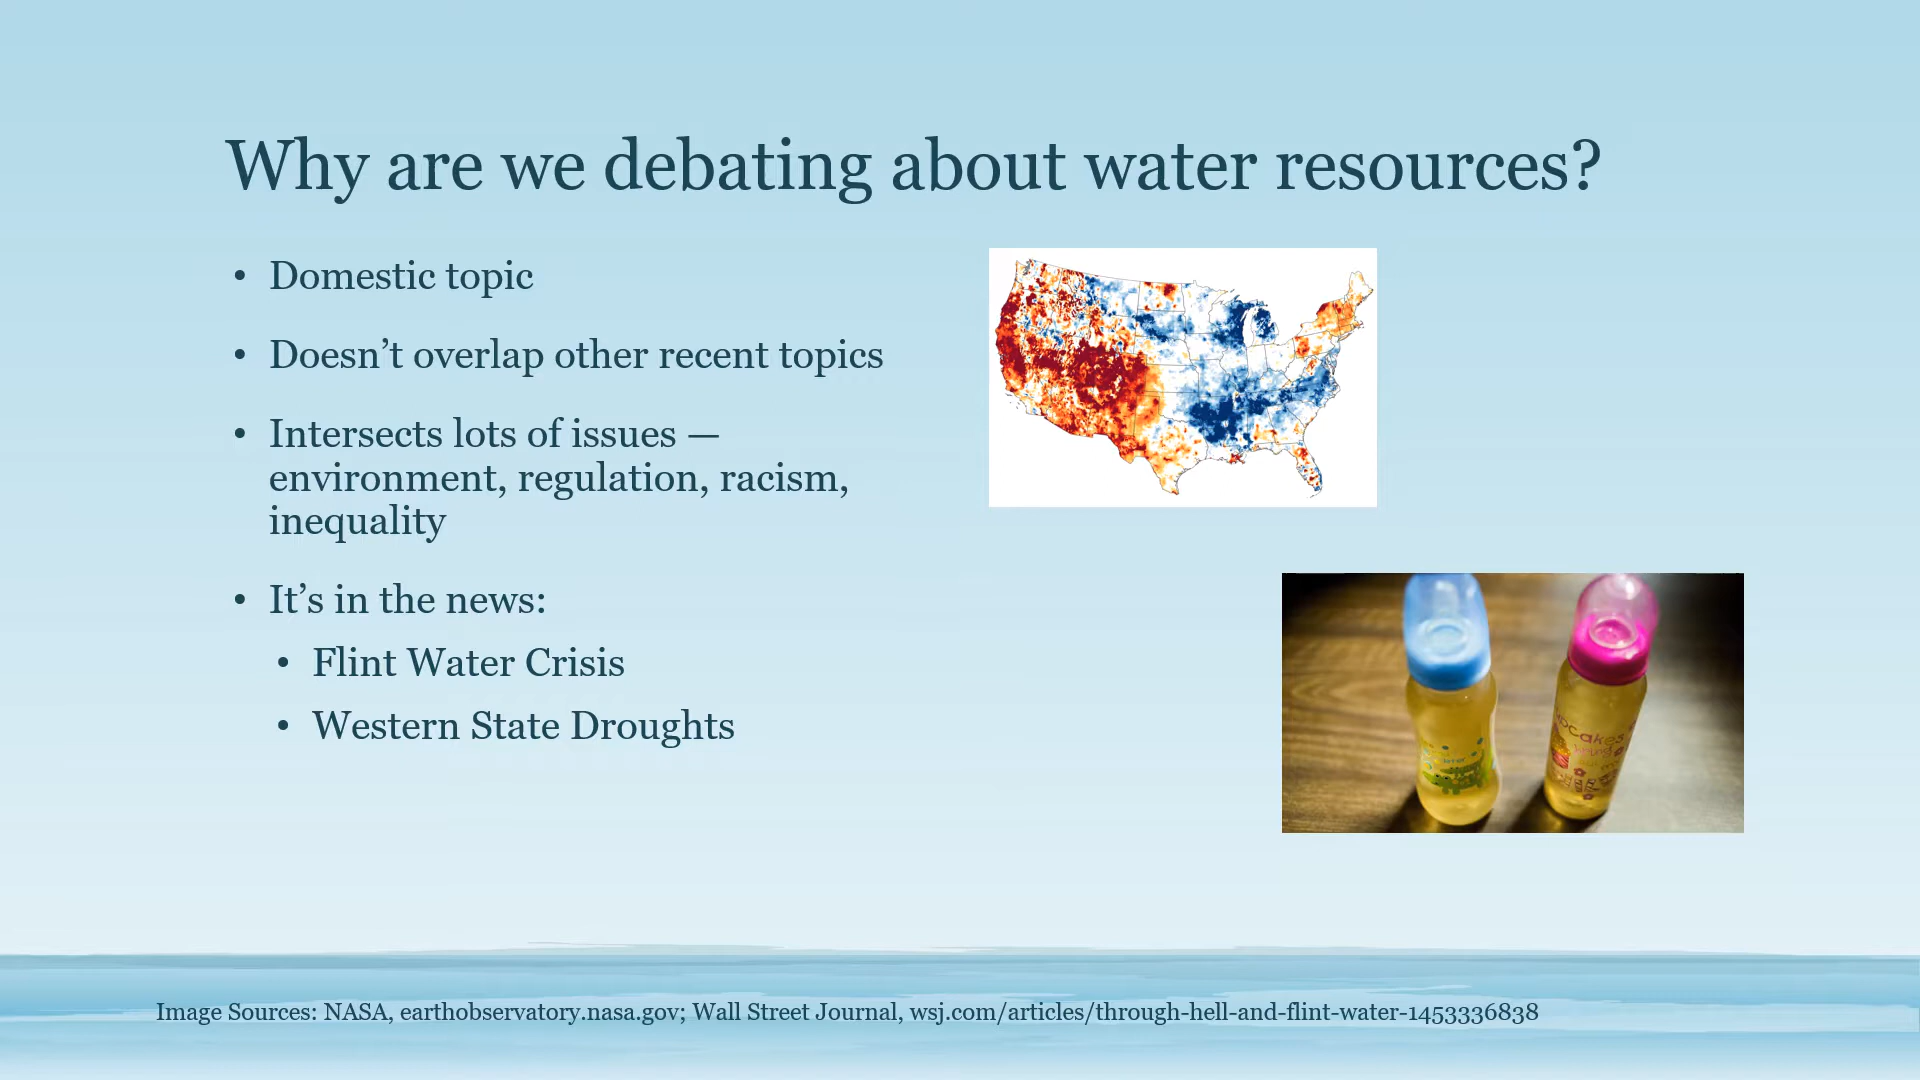 Why are we debating about water resources?
• Domestic topic
• Doesn’t overlap other recent topics
• Intersects lots of issues —
environment, regulation, racism,
inequality
• It’s in the news:
• Flint Water Crisis
• Western State Droughts
Image Sources: NASA, earthobservatory.nasa.gov; Wall Street Journal, wsj.com/articles/through-hell-and-flint-water-1453336838